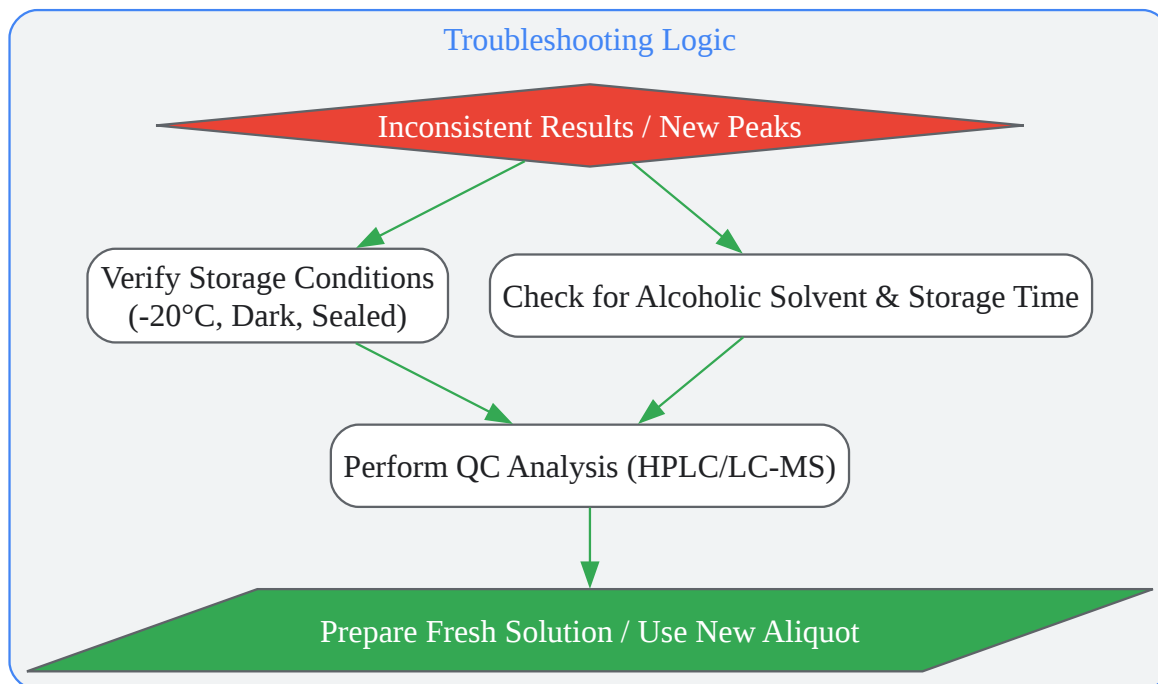 Troubleshooting Logic
Inconsistent Results / New Peaks
Verify Storage Conditions
(-20°C, Dark, Sealed)
Check for Alcoholic Solvent & Storage Time
Perform QC Analysis (HPLC/LC-MS)
Prepare Fresh Solution / Use New Aliquot